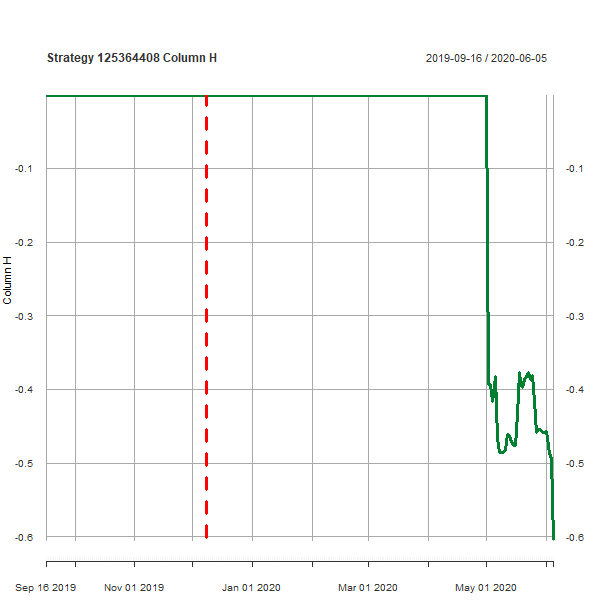 Strategy 125364408 Column H
2019-09-16 / 2020-06-05
-0.1
-0.1
-0.2
-0.2
-0.3
-0.3
-0.4
-0.4
-0.5
-0.5
-0.6
-0.6
Column H
Sep 16 2019
Nov 01 2019
Jan 01 2020
Mar 01 2020
May 01 2020